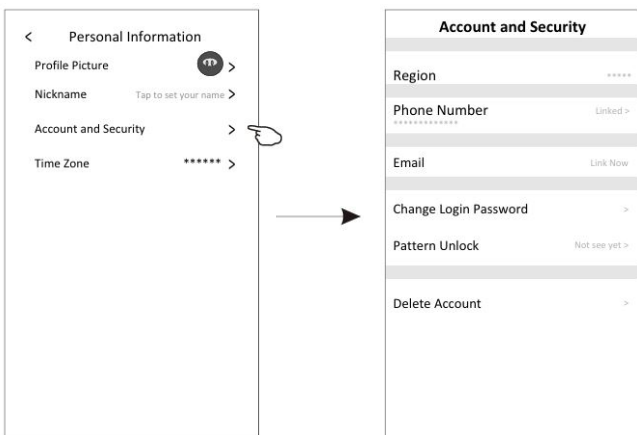 < Personal Information
Profile Picture >
Nickname Tap to set your name >
Account and Security >
Time Zone ****** >
Account and Security
Region *****
Phone Number Linked >
*************
Email Link Now
Change Login Password >
Pattern Unlock Not see yet >
Delete Account >